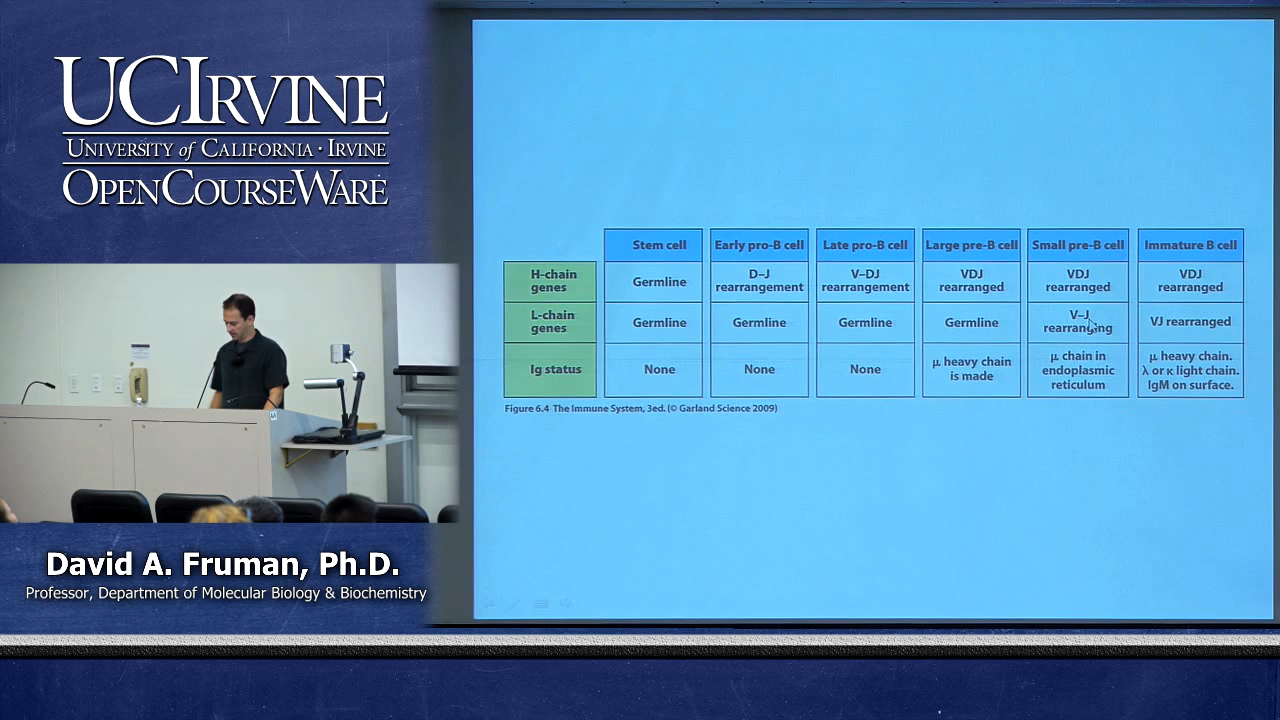 UCIRVINE
UNIVERSITY of CALIFORNIA · IRVINE
OPENCOURSEWARE
David A. Fruman, Ph.D.
Professor, Department of Molecular Biology & Biochemistry
Stem cell
Early pro-B cell
Late pro-B cell
Large pre-B cell
Small pre-B cell
Immature B cell
H-chain
genes
Germline
D–J
rearrangement
V–DJ
rearrangement
VDJ
rearranged
VDJ
rearranged
VDJ
rearranged
L-chain
genes
Germline
Germline
Germline
Germline
V–J
rearranging
VJ rearranged
Ig status
None
None
None
μ heavy chain
is made
μ chain in
endoplasmic
reticulum
μ heavy chain.
λ or κ light chain.
IgM on surface.
Figure 6.4 The Immune System, 3ed. (© Garland Science 2009)